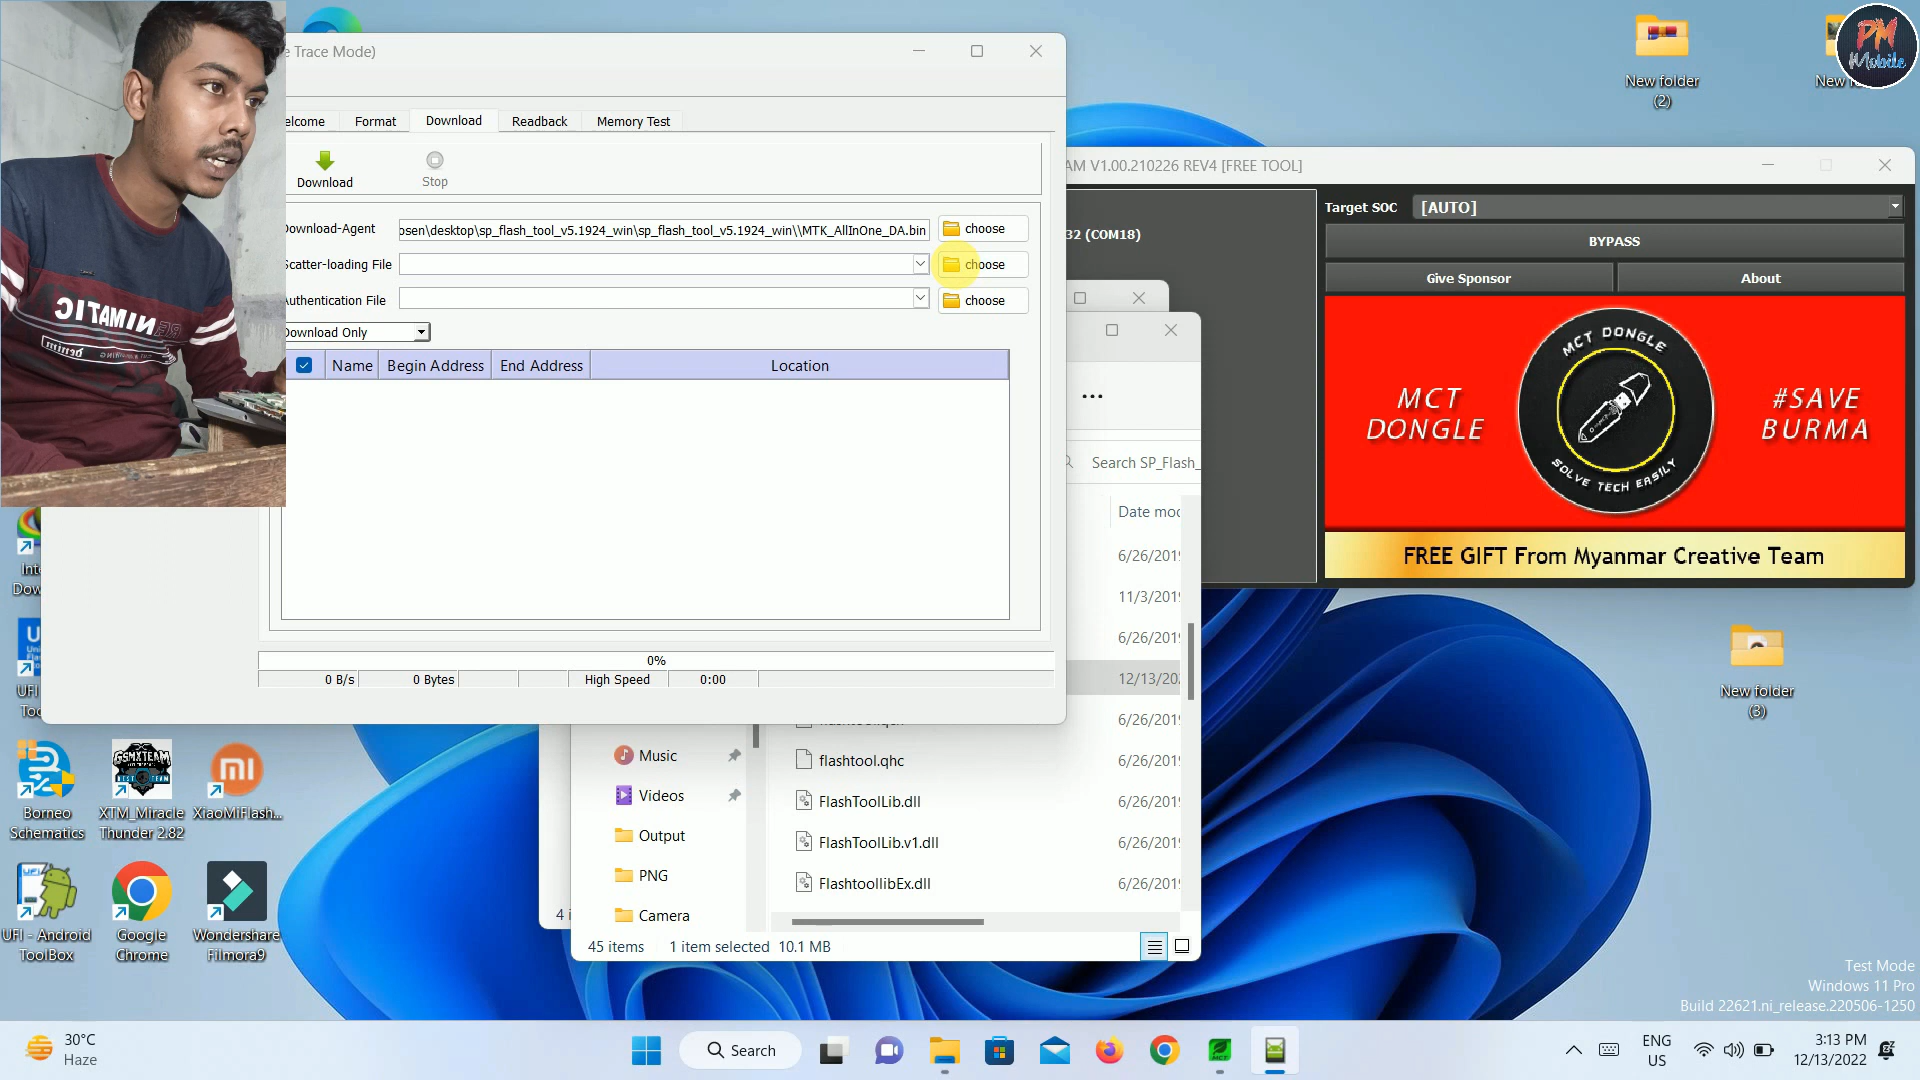 e Trace Mode)
elcome
Format
Download
Readback
Memory Test
Download
Stop
Download-Agent
osen\desktop\sp_flash_tool_v5.1924_win\sp_flash_tool_v5.1924_win\\MTK_AllInOne_DA.bin
choose
Scatter-loading File
choose
Authentication File
choose
Download Only
Name
Begin Address
End Address
Location
0%
0 B/s
0 Bytes
High Speed
0:00
AM V1.00.210226 REV4 [FREE TOOL]
32 (COM18)
Target SOC
[AUTO]
BYPASS
Give Sponsor
About
MCT DONGLE
SOLVE TECH EASILY
MCT
DONGLE
#SAVE
BURMA
FREE GIFT From Myanmar Creative Team
New folder
(2)
New
PM
Mobile
New folder
(3)
Search SP_Flash_
Date mo
6/26/2019
11/3/2019
6/26/2019
12/13/20
6/26/2019
Music
flashtool.qhc
6/26/2019
Videos
FlashToolLib.dll
6/26/2019
Output
FlashToolLib.v1.dll
6/26/2019
PNG
FlashtoollibEx.dll
6/26/2019
Camera
4 i
45 items
1 item selected 10.1 MB
Int
Dow
UFI
Too
Borneo
Schematics
GSMXTEAM
BEST TEAM
XTM_Miracle
Thunder 2.82
XiaoMiFlash...
UFI - Android
ToolBox
Google
Chrome
Wondershare
Filmora9
Test Mode
Windows 11 Pro
Build 22621.ni_release.220506-1250
30°C
Haze
Search
ENG
US
3:13 PM
12/13/2022